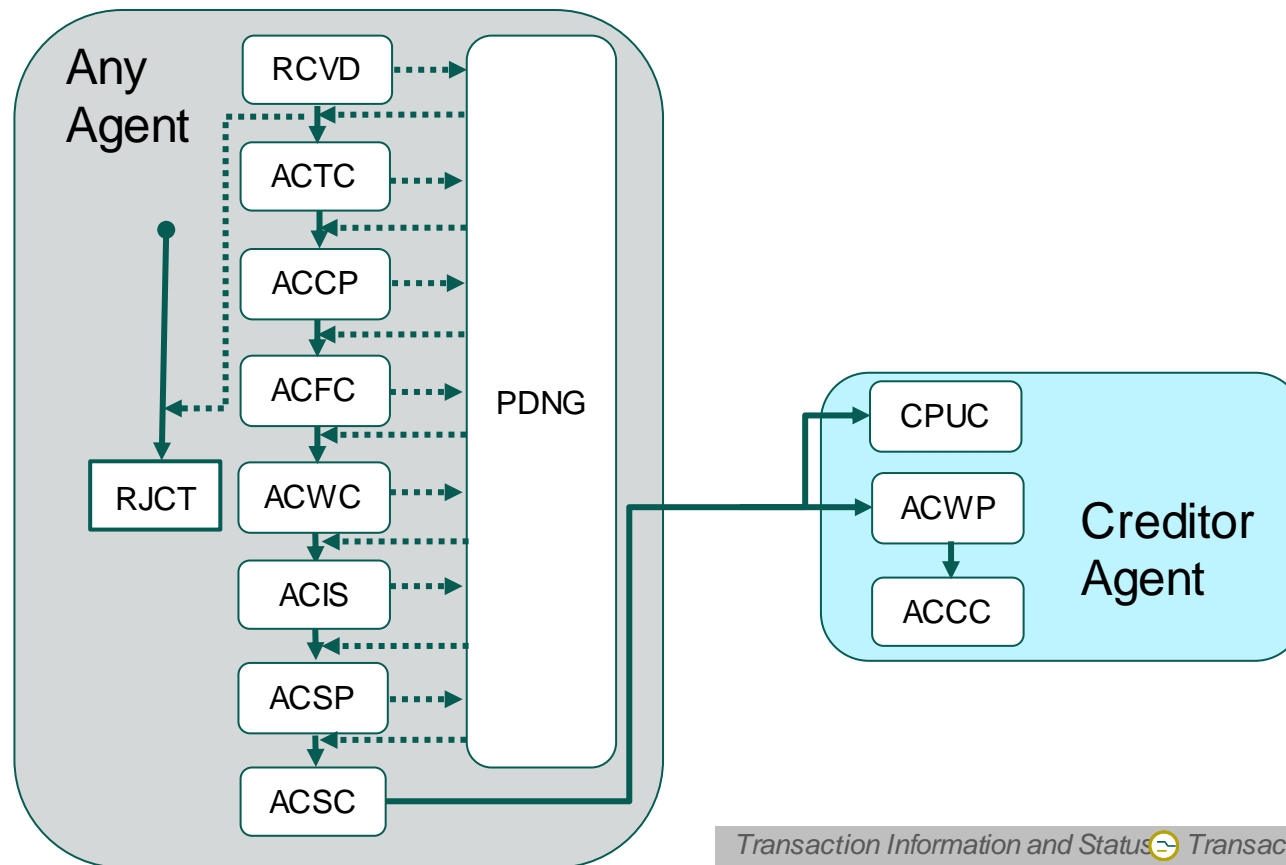 Any
Agent
RCVD
ACTC
ACCP
ACFC
ACWC
ACIS
ACSP
ACSC
RJCT
PDNG
CPUC
ACWP
ACCC
Creditor
Agent
Transaction Information and Status Transac